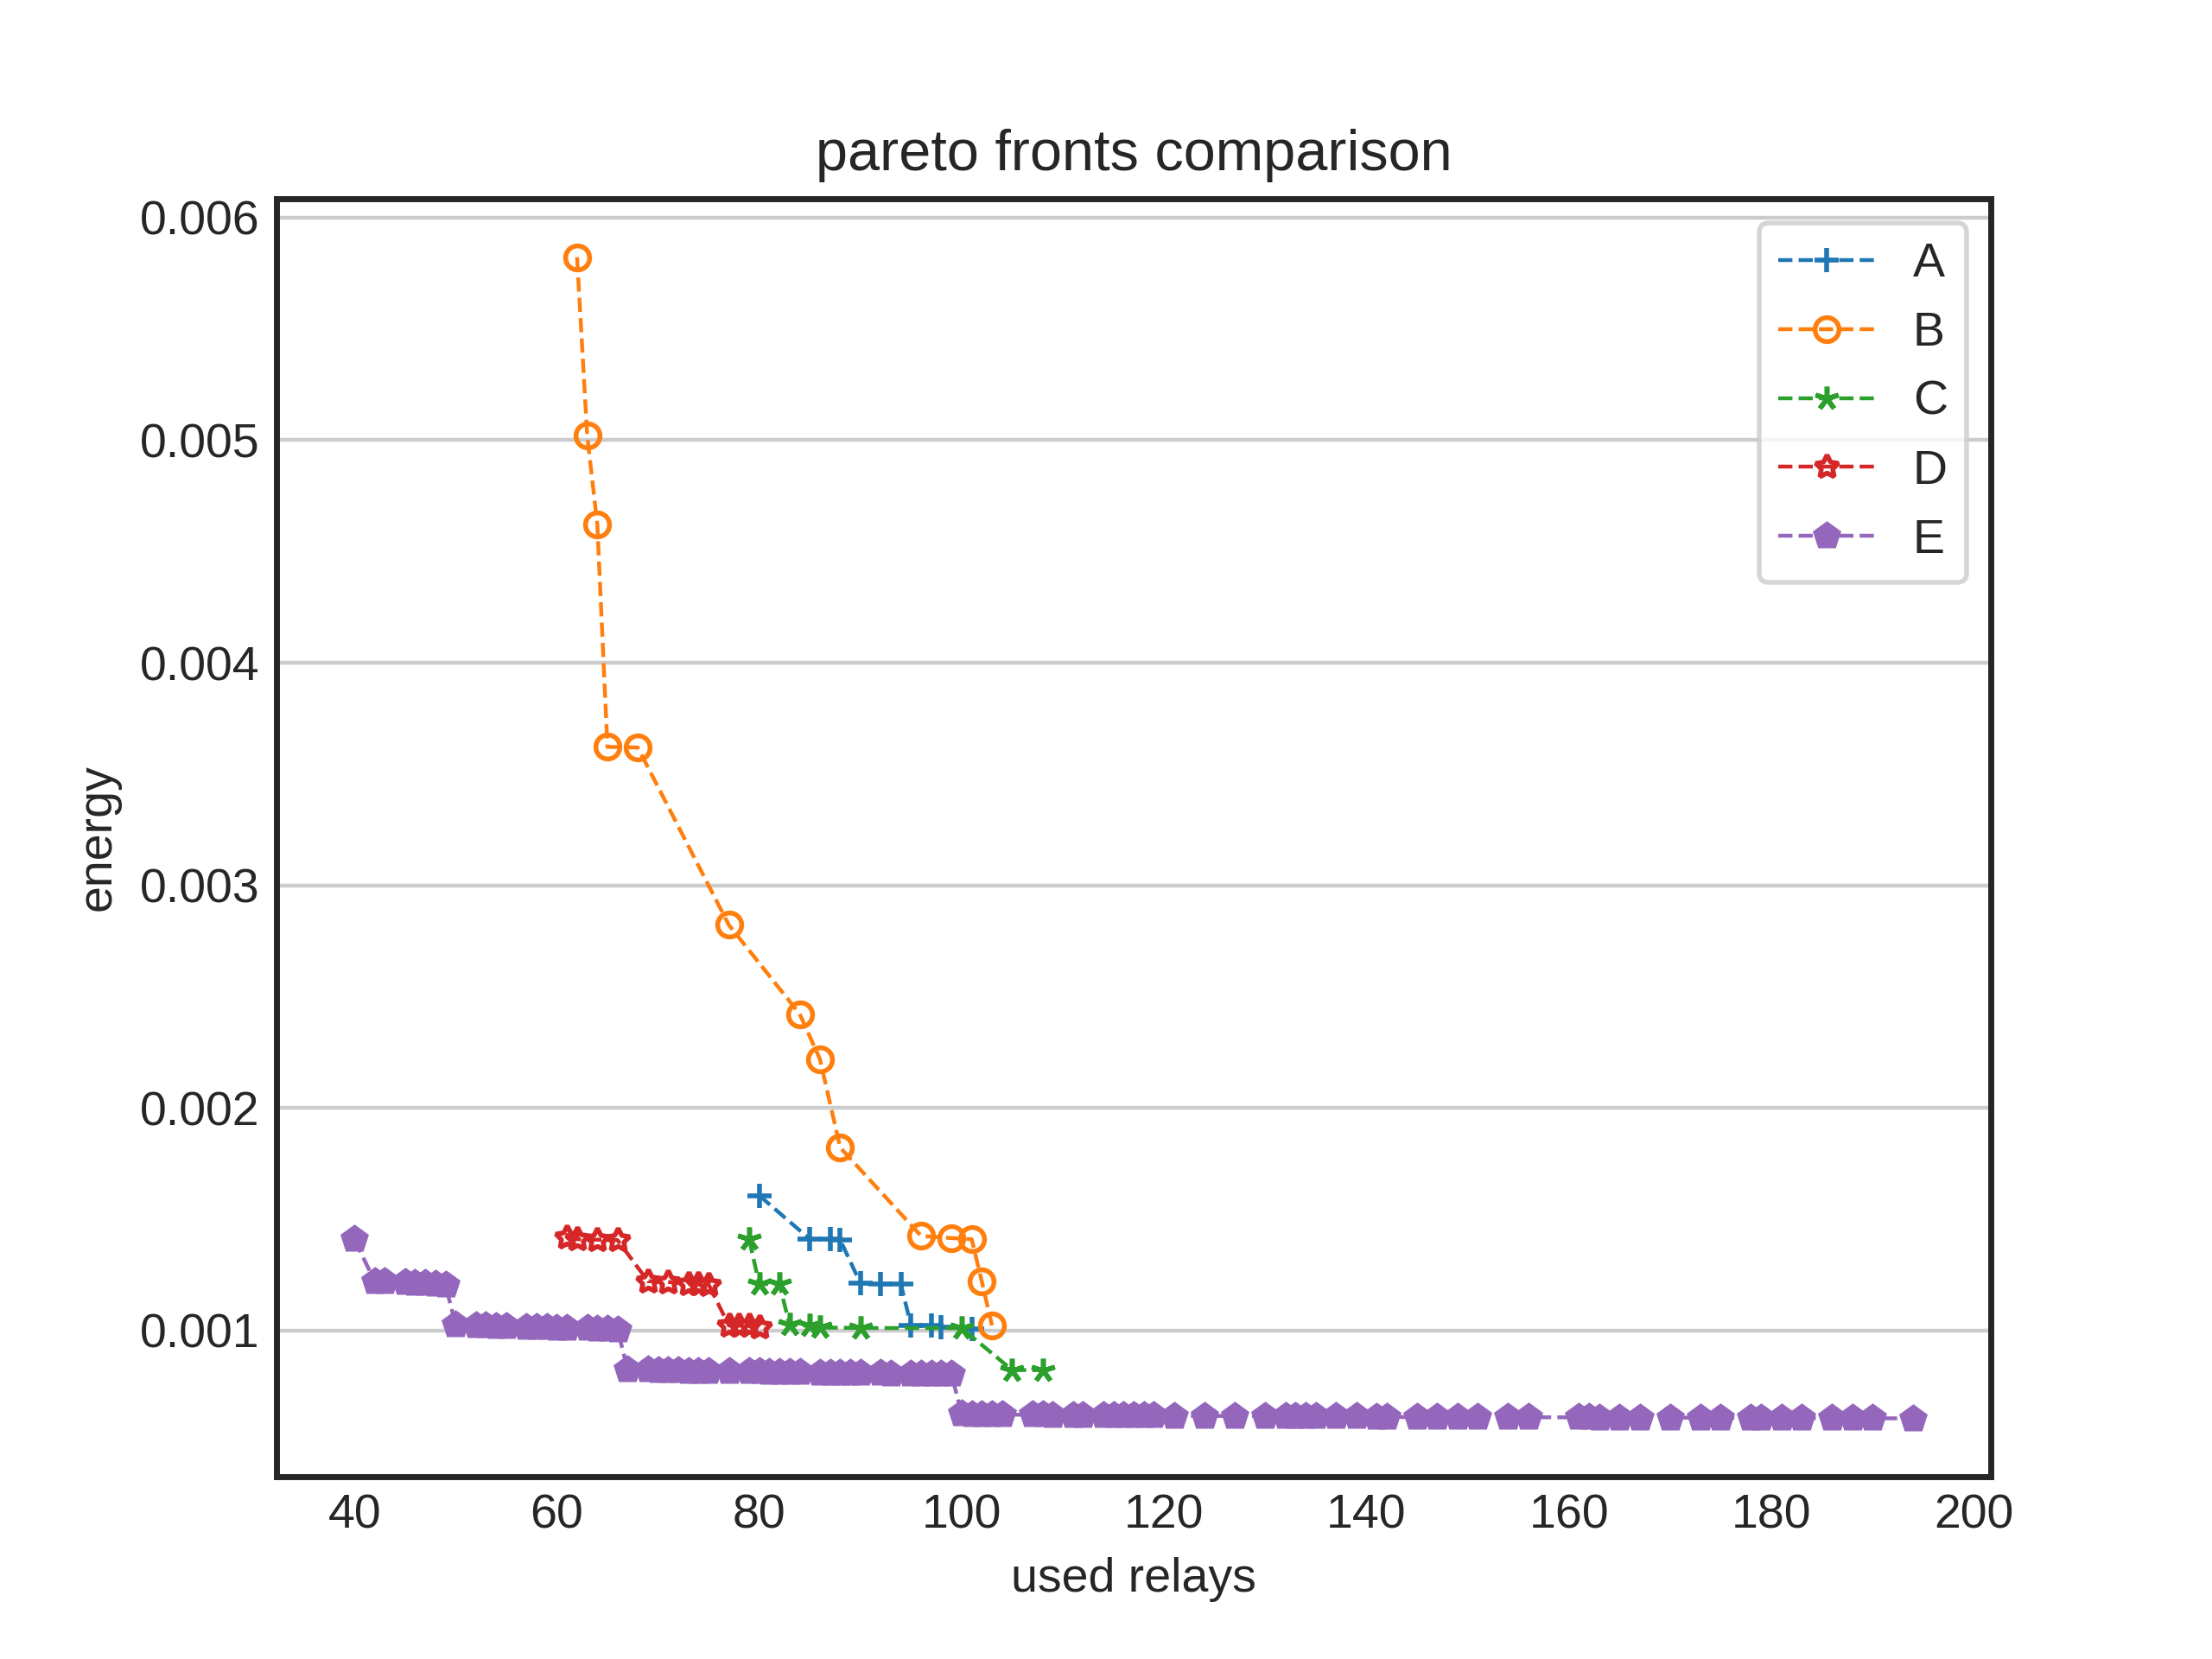 pareto fronts comparison
0.006
0.005
0.004
0.003
0.002
0.001
energy
A
B
C
D
E
40 60 80 100 120 140 160 180 200
used relays